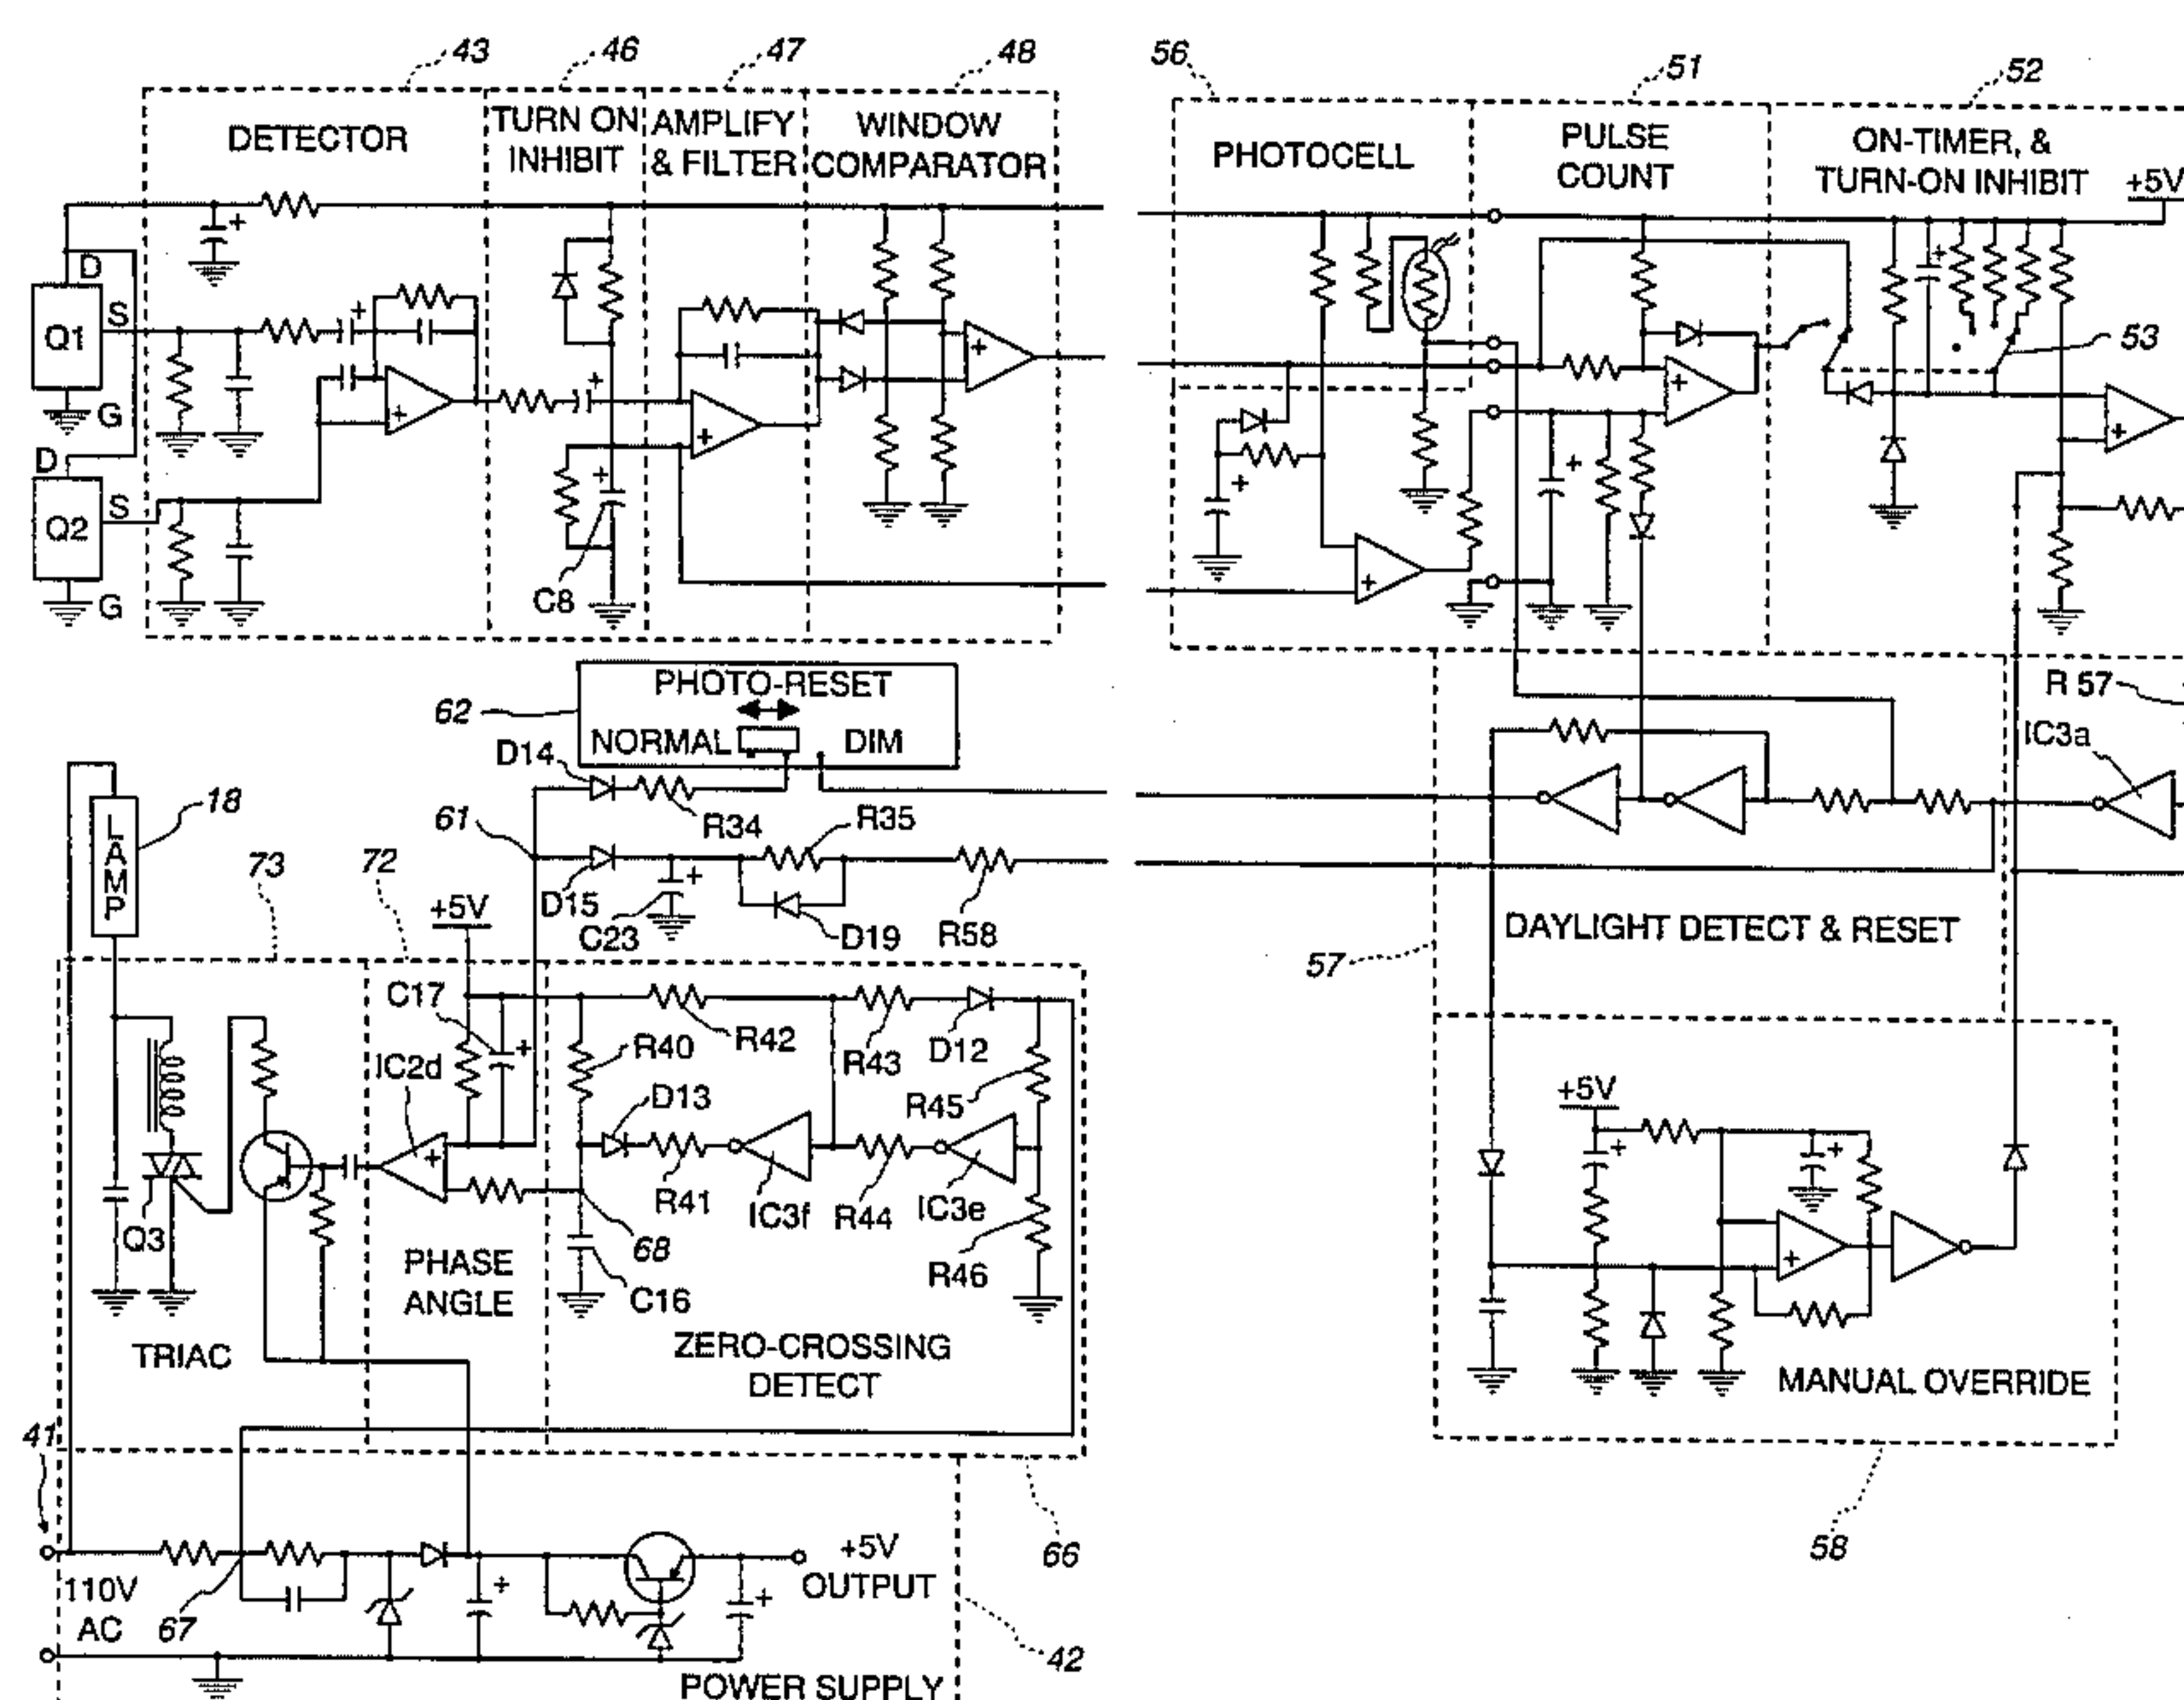 43
46
47
48
56
51
52
DETECTOR
TURN ON
INHIBIT
AMPLIFY
& FILTER
WINDOW
COMPARATOR
PHOTOCELL
PULSE
COUNT
ON-TIMER, &
TURN-ON INHIBIT
+5V
+
D
Q1
S
G
+
+
+
+
+
53
D
Q2
S
G
+
+
+
C8
+
+
+
+
+
+
62
PHOTO-RESET
NORMAL
DIM
R 57
IC3a
D14
R34
18
LAMP
61
R35
73
72
D15
+
C23
D19
R58
+5V
57
DAYLIGHT DETECT & RESET
C17
+
R42
R43
D12
IC2d
R40
R45
D13
+
R41
IC3f
R44
IC3e
Q3
68
R46
C16
PHASE
ANGLE
TRIAC
ZERO-CROSSING
DETECT
+5V
+
+
+
MANUAL OVERRIDE
58
41
66
110V
AC
67
+
+
+5V
OUTPUT
42
POWER SUPPLY